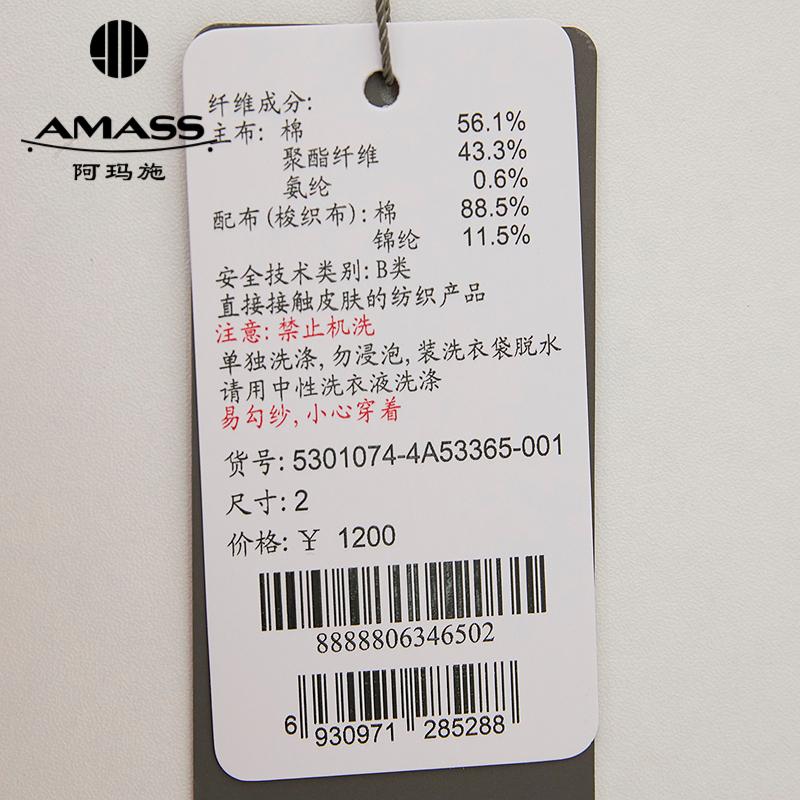 AMASS
阿玛施
纤维成分:
主布: 棉 56.1%
聚酯纤维 43.3%
氨纶 0.6%
配布(梭织布): 棉 88.5%
锦纶 11.5%
安全技术类别: B类
直接接触皮肤的纺织产品
注意: 禁止机洗
单独洗涤, 勿浸泡, 装洗衣袋脱水
请用中性洗衣液洗涤
易勾纱, 小心穿着
货号: 5301074-4A53365-001
尺寸: 2
价格: ¥ 1200
8888806346502
6 930971 285288